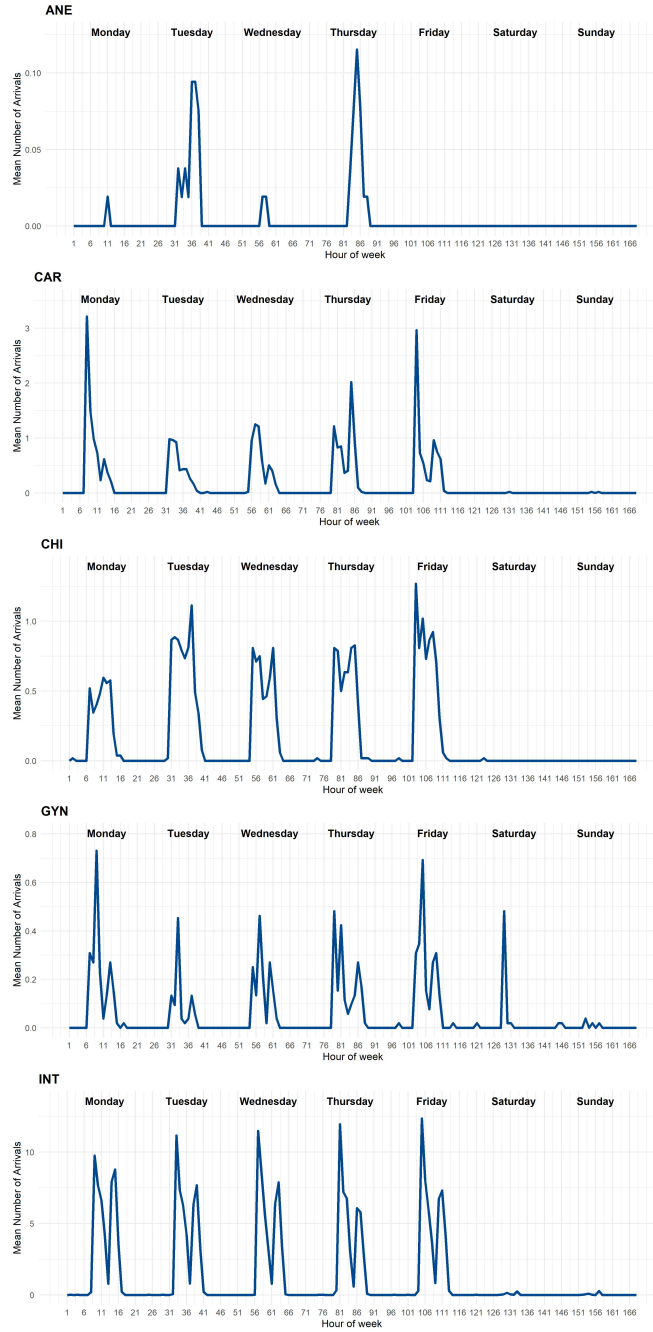 ANE
Monday Tuesday Wednesday Thursday Friday Saturday Sunday
Mean Number of Arrivals
0.10
0.05
0.00
1 6 11 16 21 26 31 36 41 46 51 56 61 66 71 76 81 86 91 96 101 106 111 116 121 126 131 136 141 146 151 156 161 166
Hour of week
CAR
Monday Tuesday Wednesday Thursday Friday Saturday Sunday
Mean Number of Arrivals
3
2
1
0
1 6 11 16 21 26 31 36 41 46 51 56 61 66 71 76 81 86 91 96 101 106 111 116 121 126 131 136 141 146 151 156 161 166
Hour of week
CHI
Monday Tuesday Wednesday Thursday Friday Saturday Sunday
Mean Number of Arrivals
1.0
0.5
0.0
1 6 11 16 21 26 31 36 41 46 51 56 61 66 71 76 81 86 91 96 101 106 111 116 121 126 131 136 141 146 151 156 161 166
Hour of week
GYN
Monday Tuesday Wednesday Thursday Friday Saturday Sunday
Mean Number of Arrivals
0.8
0.6
0.4
0.2
0.0
1 6 11 16 21 26 31 36 41 46 51 56 61 66 71 76 81 86 91 96 101 106 111 116 121 126 131 136 141 146 151 156 161 166
Hour of week
INT
Monday Tuesday Wednesday Thursday Friday Saturday Sunday
Mean Number of Arrivals
10
5
0
1 6 11 16 21 26 31 36 41 46 51 56 61 66 71 76 81 86 91 96 101 106 111 116 121 126 131 136 141 146 151 156 161 166
Hour of week